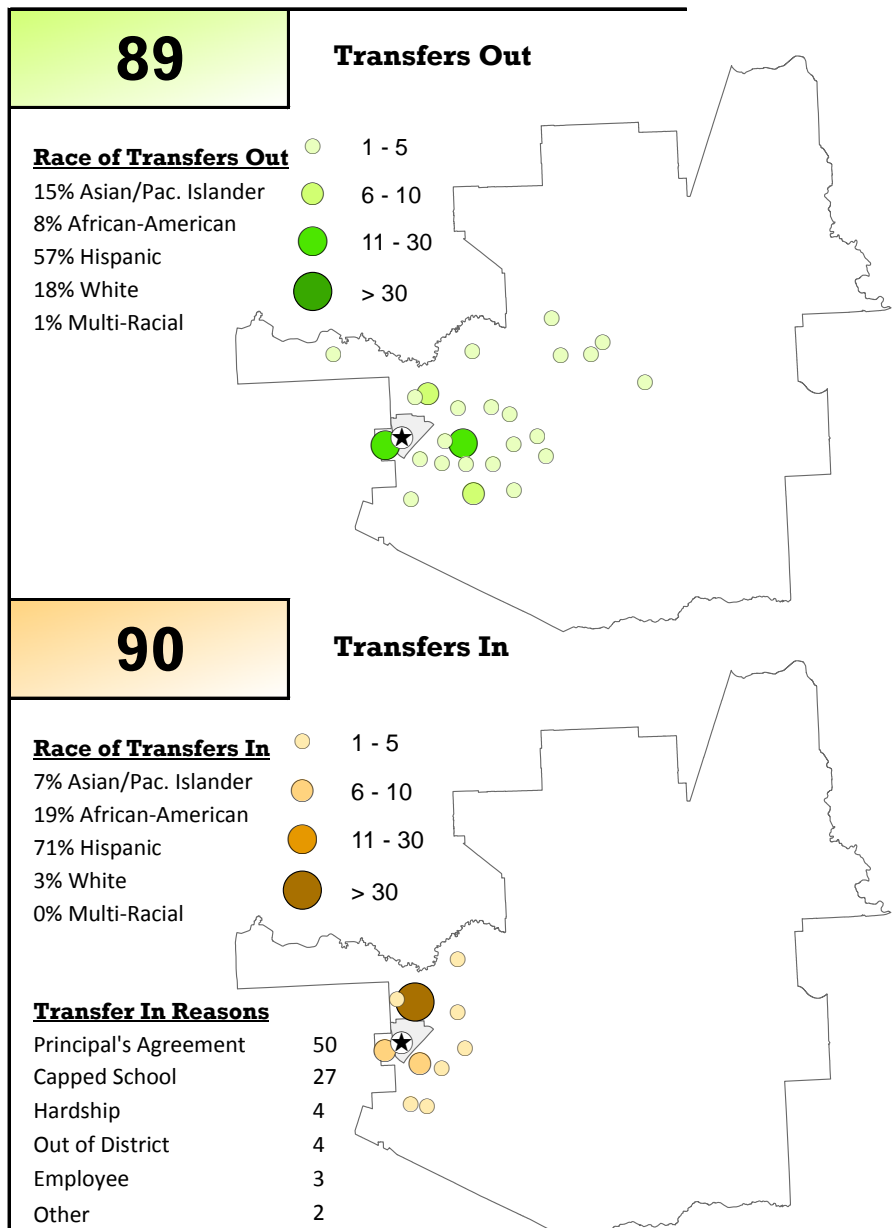 89
Transfers Out
Race of Transfers Out
15% Asian/Pac. Islander
8% African-American
57% Hispanic
18% White
1% Multi-Racial
1 - 5
6 - 10
11 - 30
> 30
90
Transfers In
Race of Transfers In
7% Asian/Pac. Islander
19% African-American
71% Hispanic
3% White
0% Multi-Racial
1 - 5
6 - 10
11 - 30
> 30
Transfer In Reasons
Principal's Agreement 50
Capped School 27
Hardship 4
Out of District 4
Employee 3
Other 2